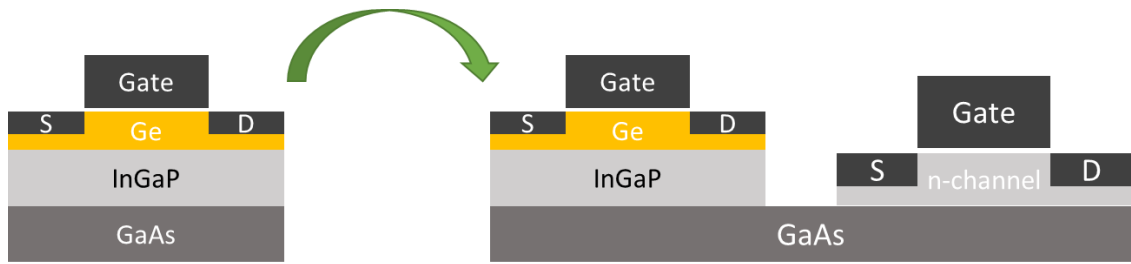 Gate
S
Ge
D
InGaP
GaAs
Gate
S
Ge
D
InGaP
Gate
S
n-channel
D
GaAs